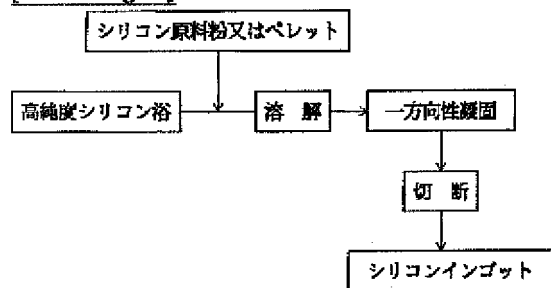 シリコン原料粉又はペレット
高純度シリコン浴
溶 解
一方向性凝固
切 断
シリコンインゴット